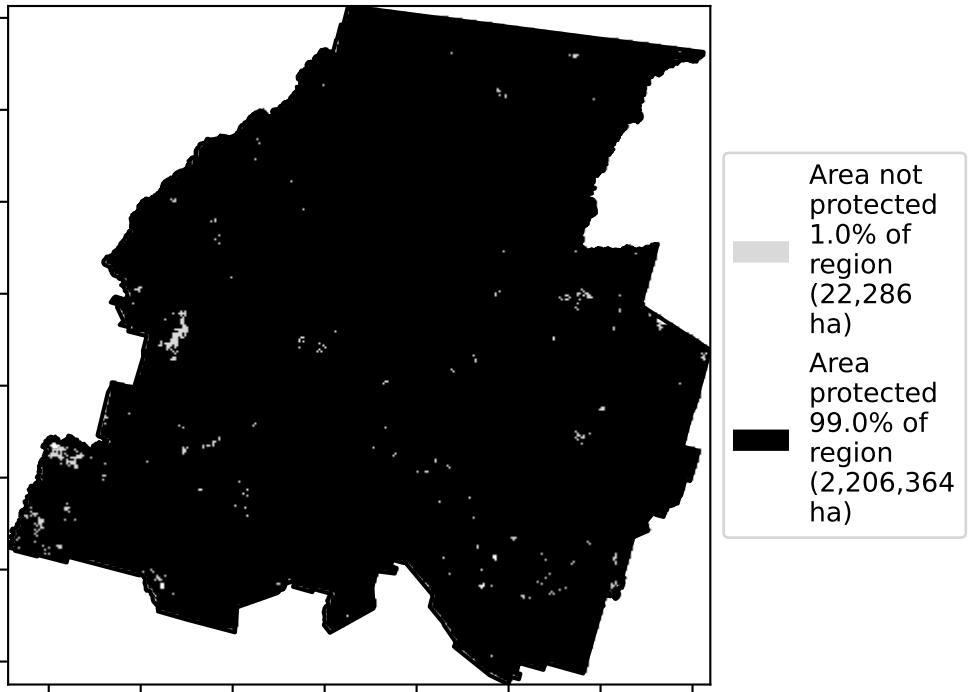 Area not
protected
1.0% of
region
(22,286
ha)
Area
protected
99.0% of
region
(2,206,364
ha)